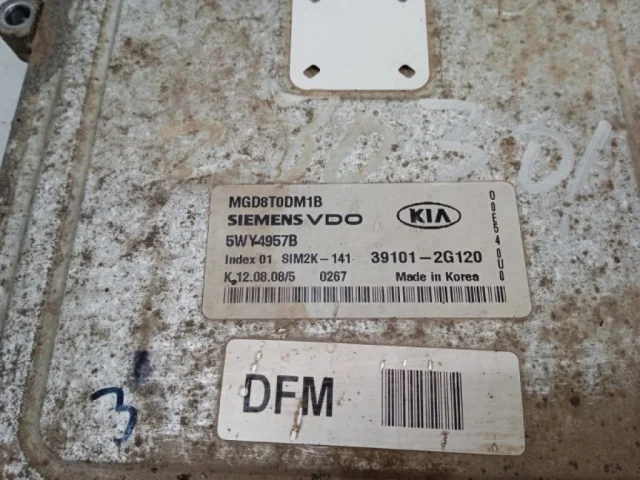 MGD8T0DM1B
SIEMENS VDO KIA
5WY4957B
Index 01 SIM2K-141 39101-2G120
K,12.08.08/5 0267 Made in Korea
00E540U0
DFM
3